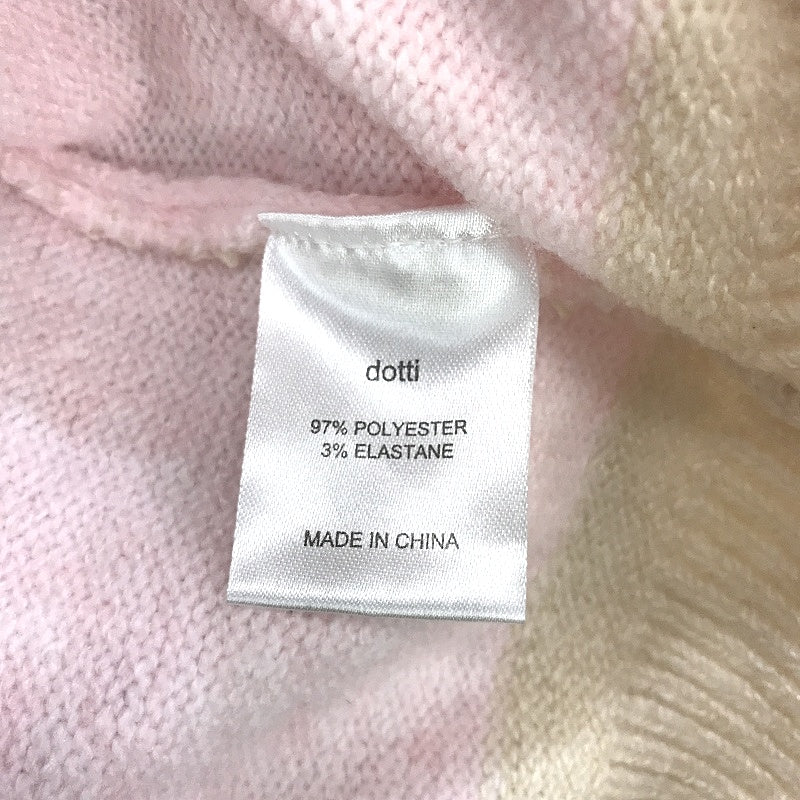 dotti
97% POLYESTER
3% ELASTANE
MADE IN CHINA